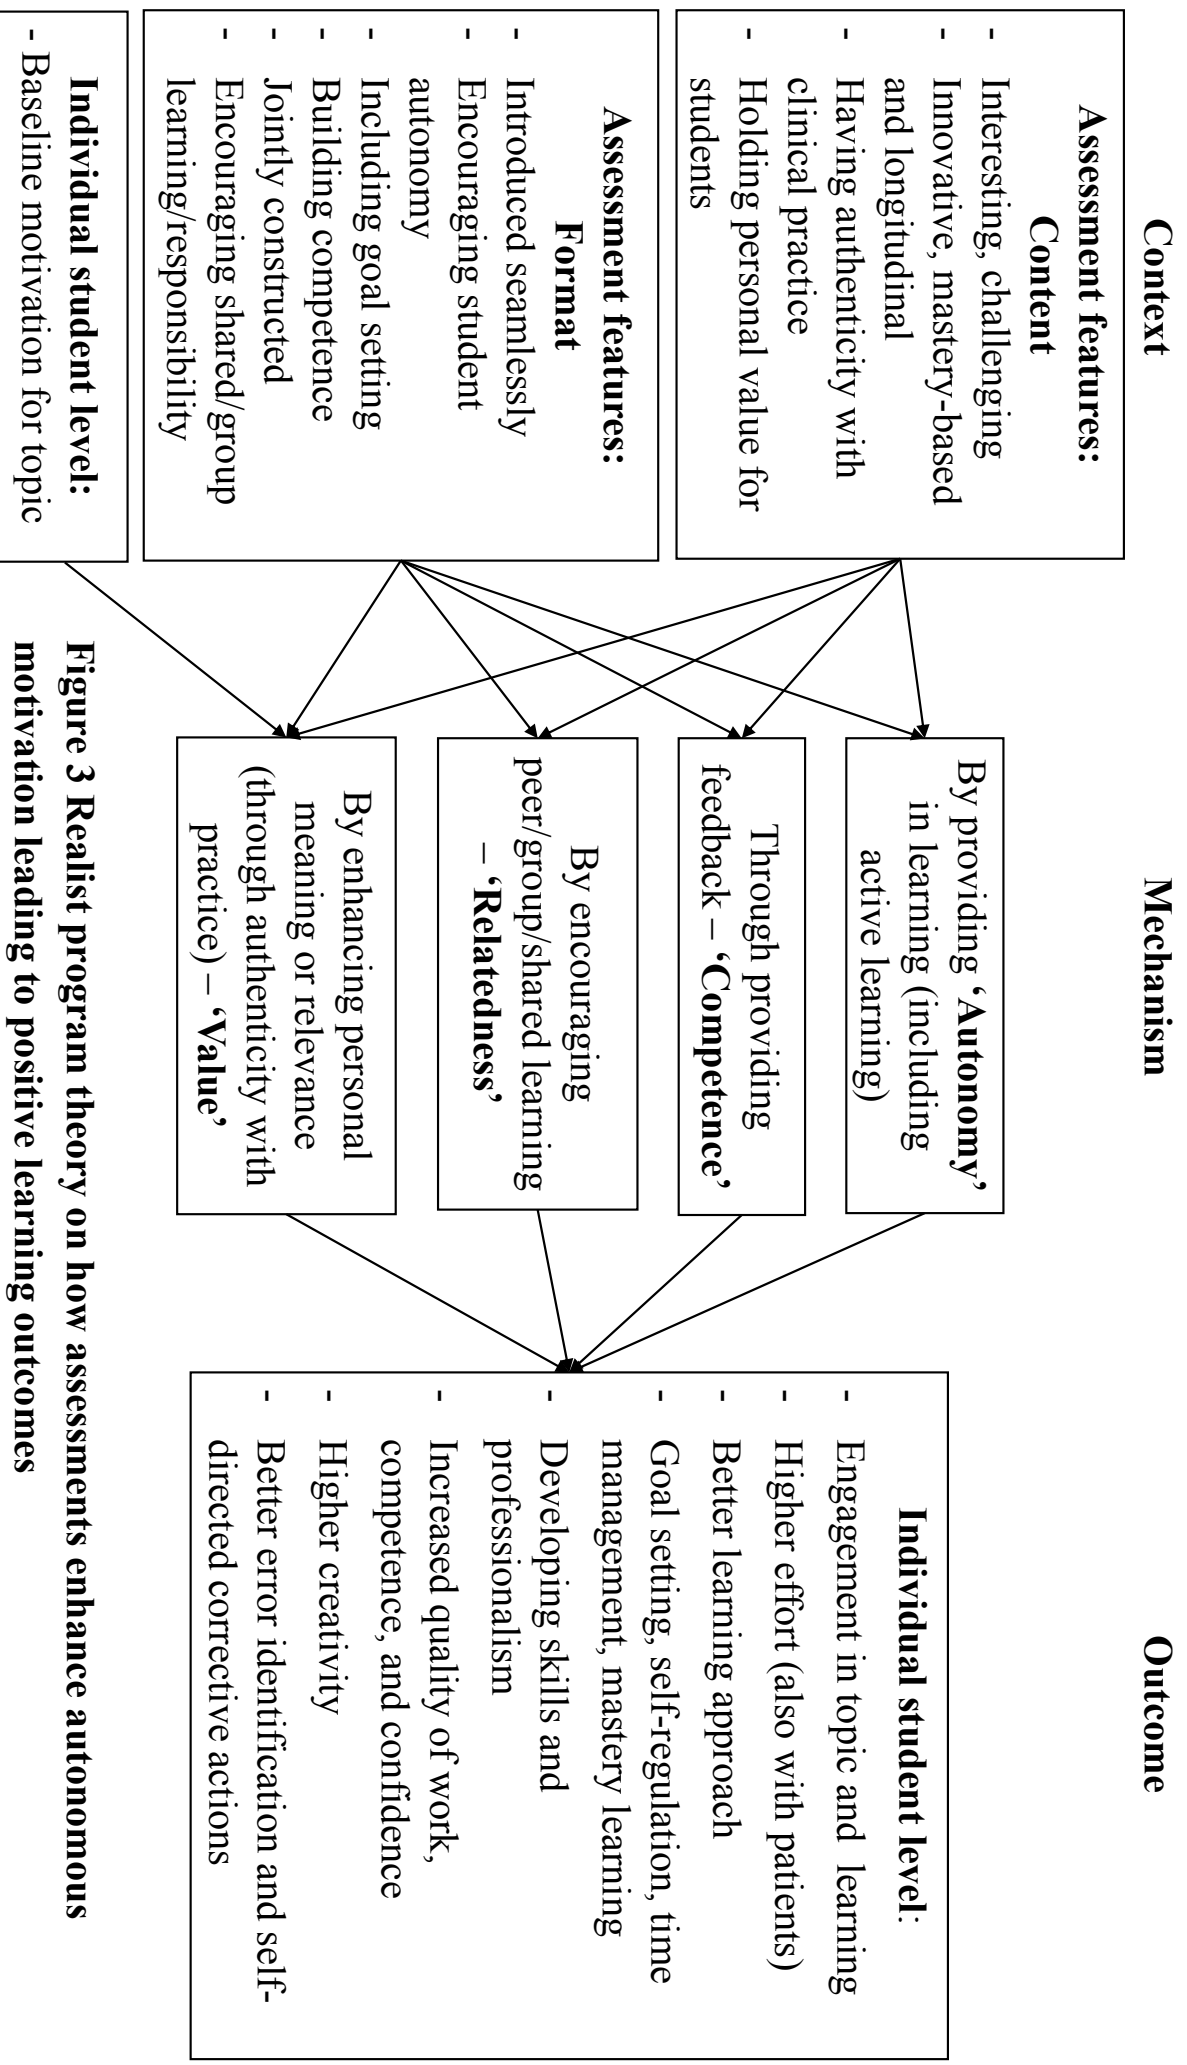 Context
Mechanism
Outcome
Assessment features:
Content
- Interesting, challenging
- Innovative, mastery-based
and longitudinal
- Having authenticity with
clinical practice
- Holding personal value for
students
Assessment features:
Format
- Introduced seamlessly
- Encouraging student
autonomy
- Including goal setting
- Building competence
- Jointly constructed
- Encouraging shared/group
learning/responsibility
Individual student level:
- Baseline motivation for topic
By providing ‘Autonomy’
in learning (including
active learning)
Through providing
feedback – ‘Competence’
By encouraging
peer/group/shared learning
– ‘Relatedness’
By enhancing personal
meaning or relevance
(through authenticity with
practice) – ‘Value’
Individual student level:
- Engagement in topic and learning
- Higher effort (also with patients)
- Better learning approach
- Goal setting, self-regulation, time
management, mastery learning
- Developing skills and
professionalism
- Increased quality of work,
competence, and confidence
- Higher creativity
- Better error identification and self-
directed corrective actions
Figure 3 Realist program theory on how assessments enhance autonomous
motivation leading to positive learning outcomes